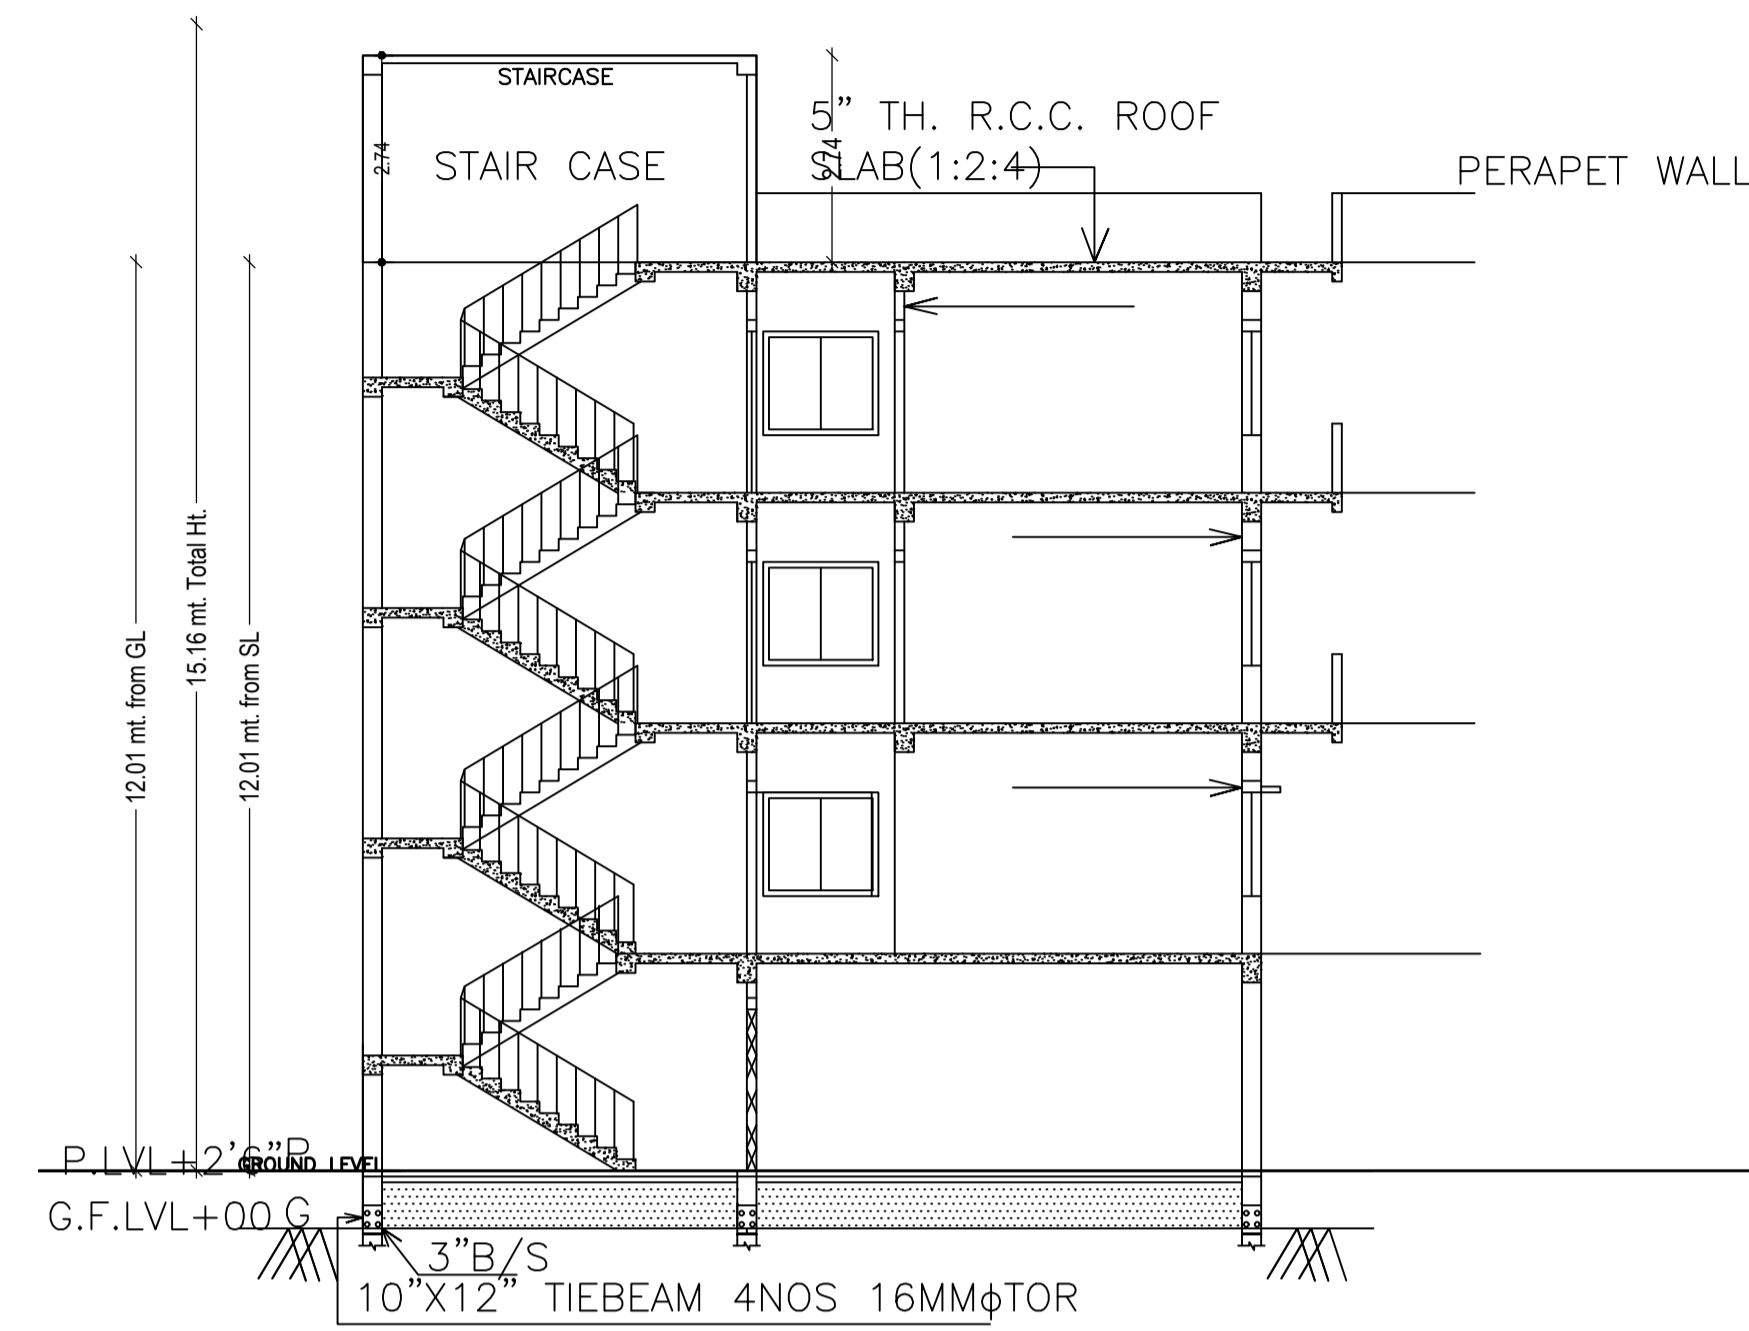 STAIRCASE
5” TH. R.C.C. ROOF
SLAB(1:2:4)
2.74
2.74
STAIR CASE
PERAPET WALL
15.16 mt. Total Ht.
12.01 mt. from GL
12.01 mt. from SL
P.LVL+2'6”P
GROUND LEVEL
G.F.LVL+00 G
3”B/S
10”X12” TIEBEAM 4NOS 16MMϕTOR